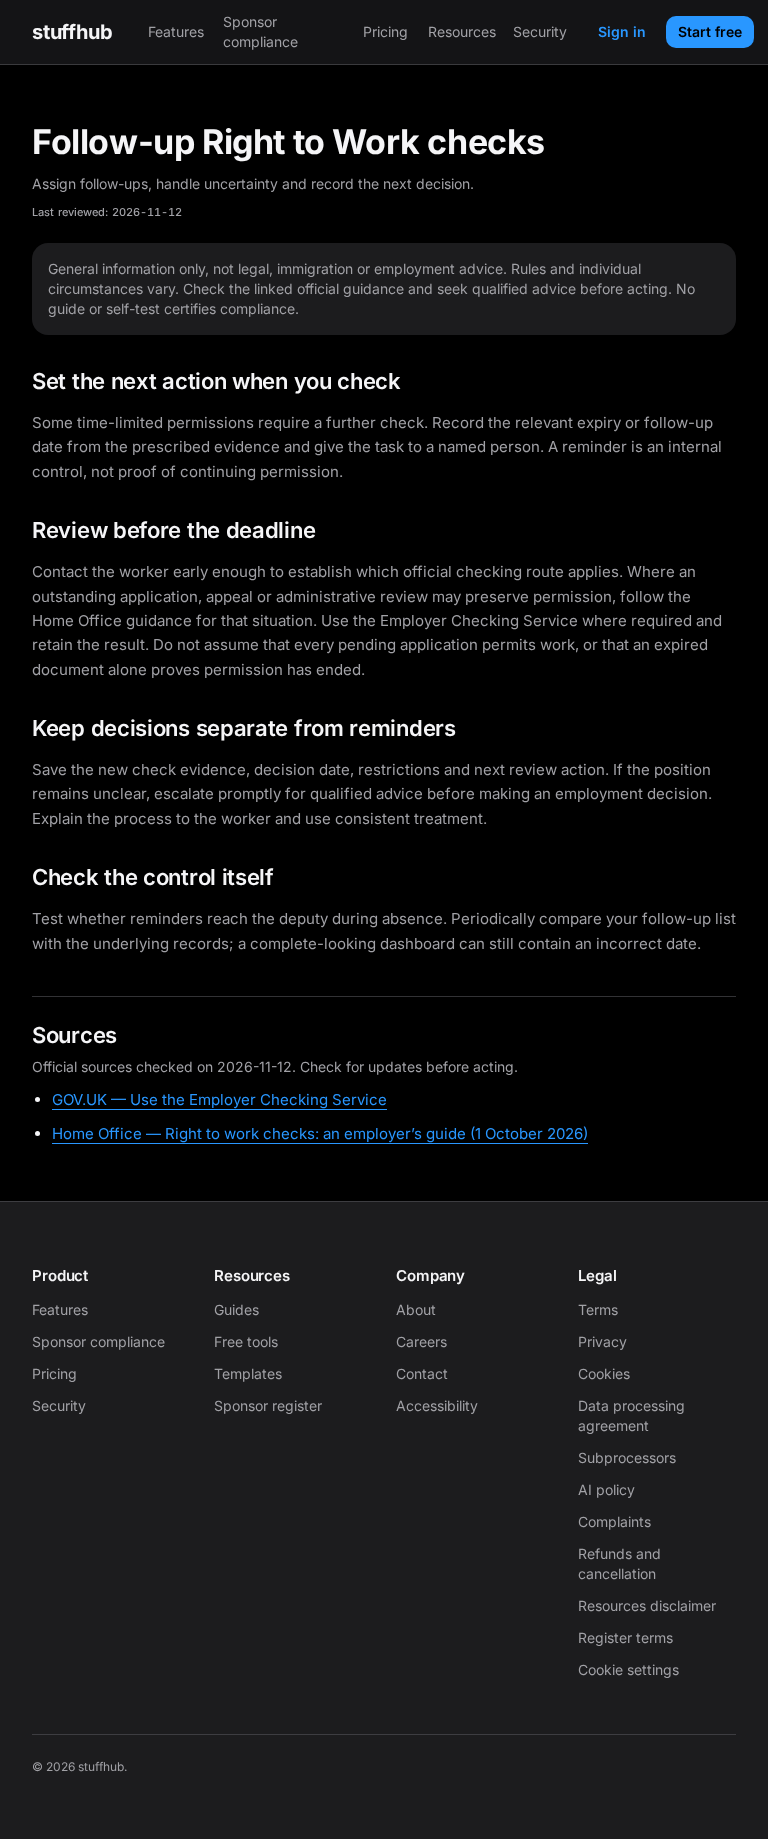 stuffhub
Features
Sponsor
compliance
Pricing
Resources
Security
Sign in
Start free
Follow-up Right to Work checks
Assign follow-ups, handle uncertainty and record the next decision.
Last reviewed: 2026-11-12
General information only, not legal, immigration or employment advice. Rules and individual
circumstances vary. Check the linked official guidance and seek qualified advice before acting. No
guide or self-test certifies compliance.
Set the next action when you check
Some time-limited permissions require a further check. Record the relevant expiry or follow-up
date from the prescribed evidence and give the task to a named person. A reminder is an internal
control, not proof of continuing permission.
Review before the deadline
Contact the worker early enough to establish which official checking route applies. Where an
outstanding application, appeal or administrative review may preserve permission, follow the
Home Office guidance for that situation. Use the Employer Checking Service where required and
retain the result. Do not assume that every pending application permits work, or that an expired
document alone proves permission has ended.
Keep decisions separate from reminders
Save the new check evidence, decision date, restrictions and next review action. If the position
remains unclear, escalate promptly for qualified advice before making an employment decision.
Explain the process to the worker and use consistent treatment.
Check the control itself
Test whether reminders reach the deputy during absence. Periodically compare your follow-up list
with the underlying records; a complete-looking dashboard can still contain an incorrect date.
Sources
Official sources checked on 2026-11-12. Check for updates before acting.
• GOV.UK — Use the Employer Checking Service
• Home Office — Right to work checks: an employer’s guide (1 October 2026)
Product
Features
Sponsor compliance
Pricing
Security
Resources
Guides
Free tools
Templates
Sponsor register
Company
About
Careers
Contact
Accessibility
Legal
Terms
Privacy
Cookies
Data processing
agreement
Subprocessors
AI policy
Complaints
Refunds and
cancellation
Resources disclaimer
Register terms
Cookie settings
© 2026 stuffhub.